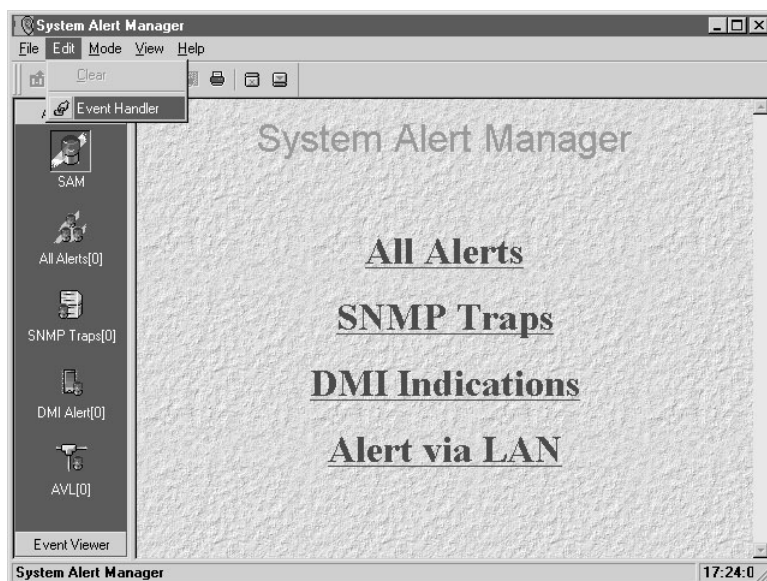 System Alert Manager
File Edit Mode View Help
Clear
Event Handler
SAM
All Alerts[0]
SNMP Traps[0]
DMI Alert[0]
AVL[0]
Event Viewer
System Alert Manager
All Alerts
SNMP Traps
DMI Indications
Alert via LAN
System Alert Manager
17:24:0